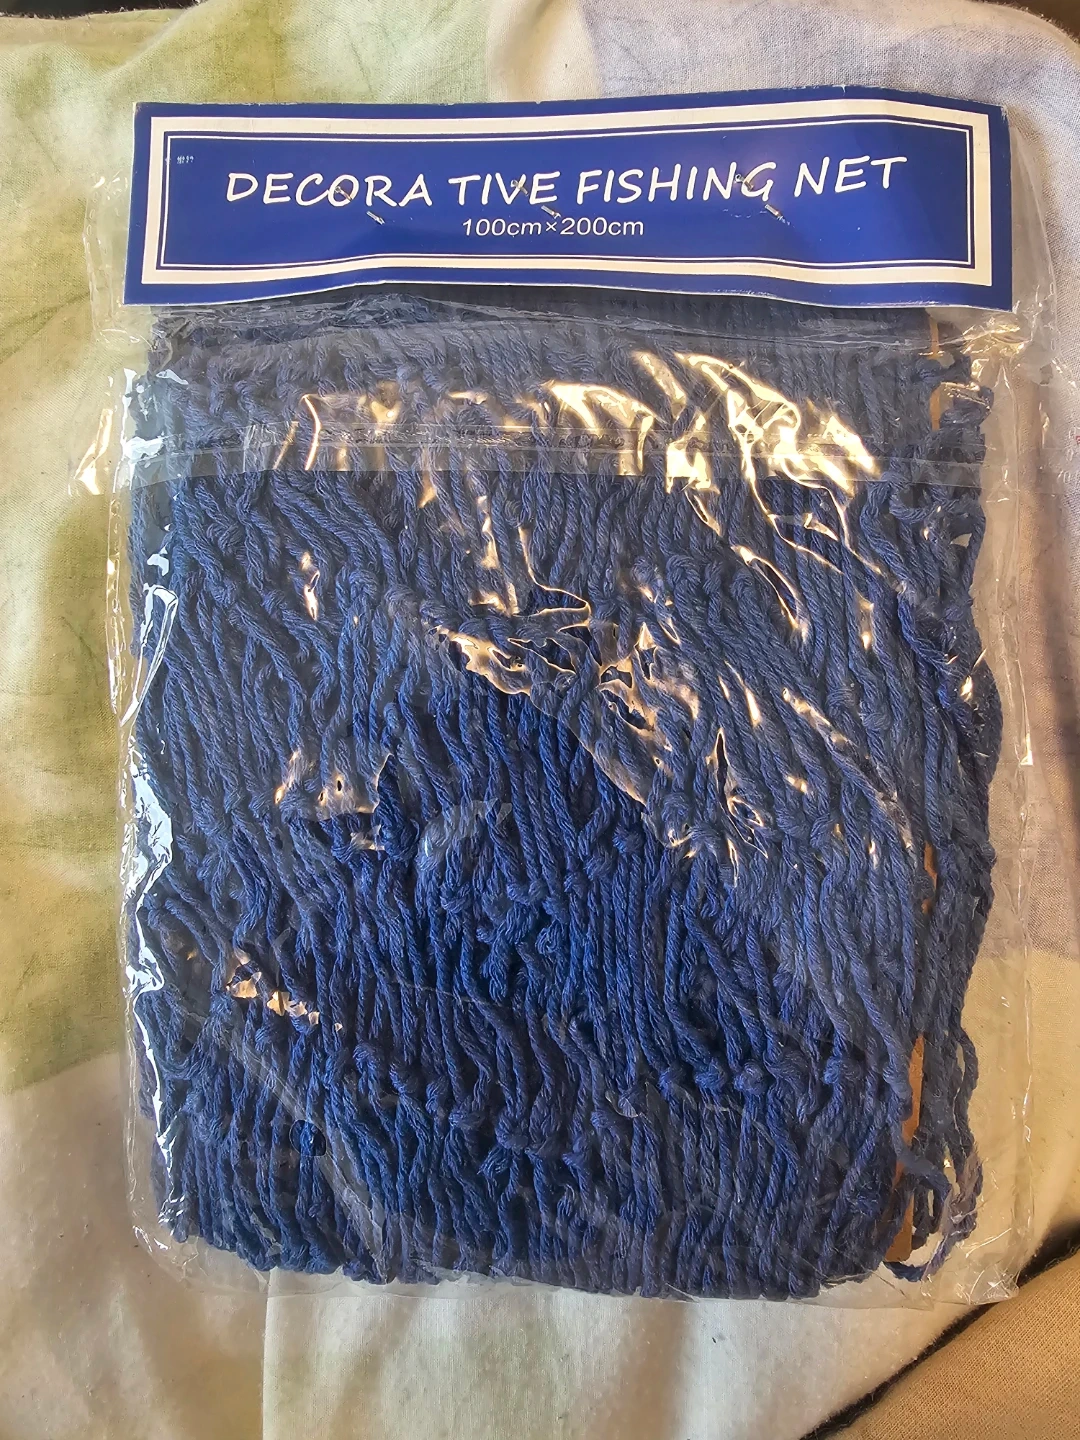 DECORA TIVE FISHING NET
100cm×200cm